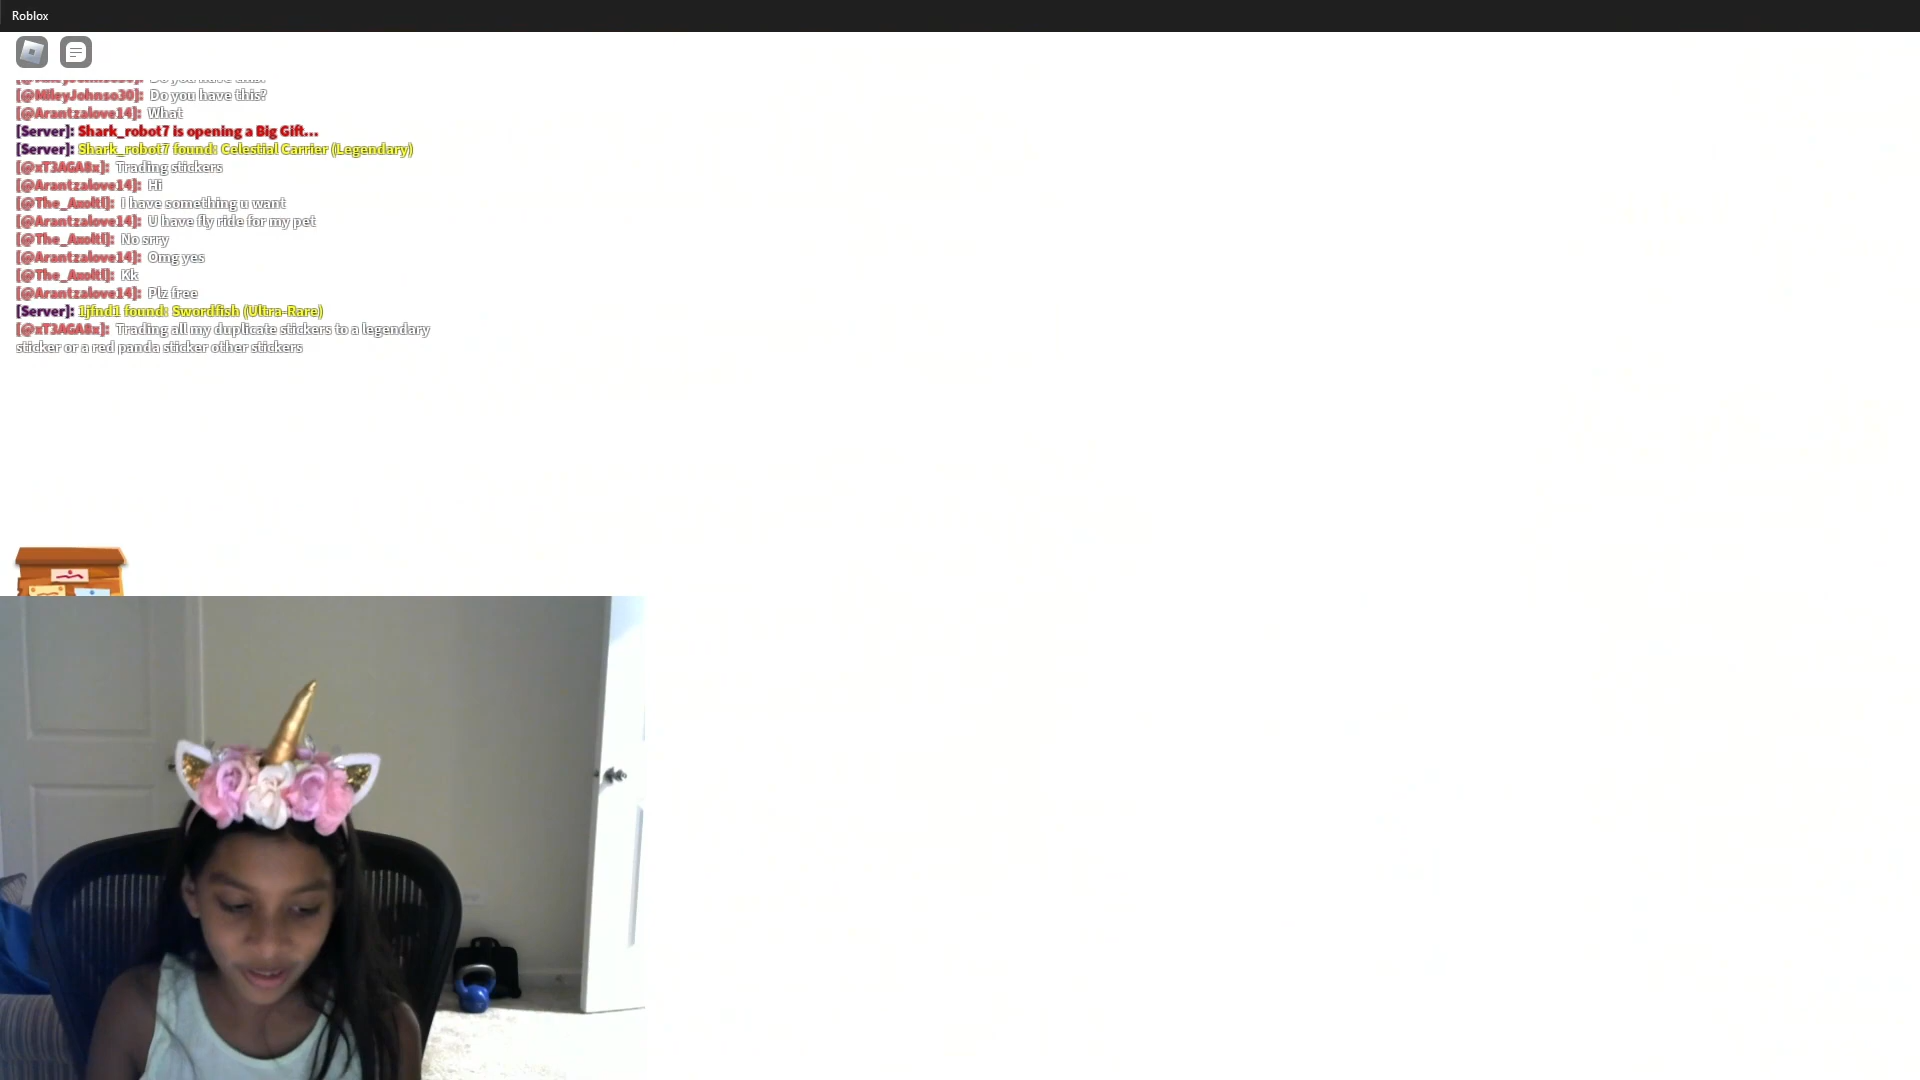 Roblox
[@NileyJohnso30]: Do you have this?
[@Arantzalove14]: What
[Server]: Shark_robot7 is opening a Big Gift...
[Server]: Shark_robot7 found: Celestial Carrier (Legendary)
[@xT3AGA8x]: Trading stickers
[@Arantzalove14]: Hi
[@The_Axoltl]: I have something u want
[@Arantzalove14]: U have fly ride for my pet
[@The_Axoltl]: No srry
[@Arantzalove14]: Omg yes
[@The_Axoltl]: Kk
[@Arantzalove14]: Plz free
[Server]: 1jfnd1 found: Swordfish (Ultra-Rare)
[@xT3AGA8x]: Trading all my duplicate stickers to a legendary
sticker or a red panda sticker other stickers